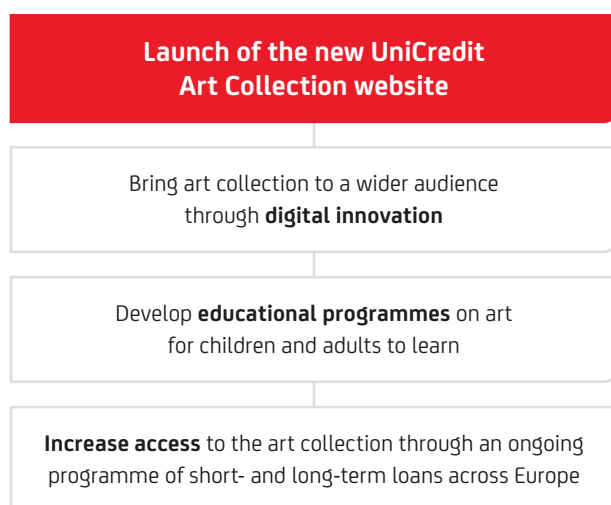 Launch of the new UniCredit
Art Collection website
Bring art collection to a wider audience
through digital innovation
Develop educational programmes on art
for children and adults to learn
Increase access to the art collection through an ongoing
programme of short- and long-term loans across Europe